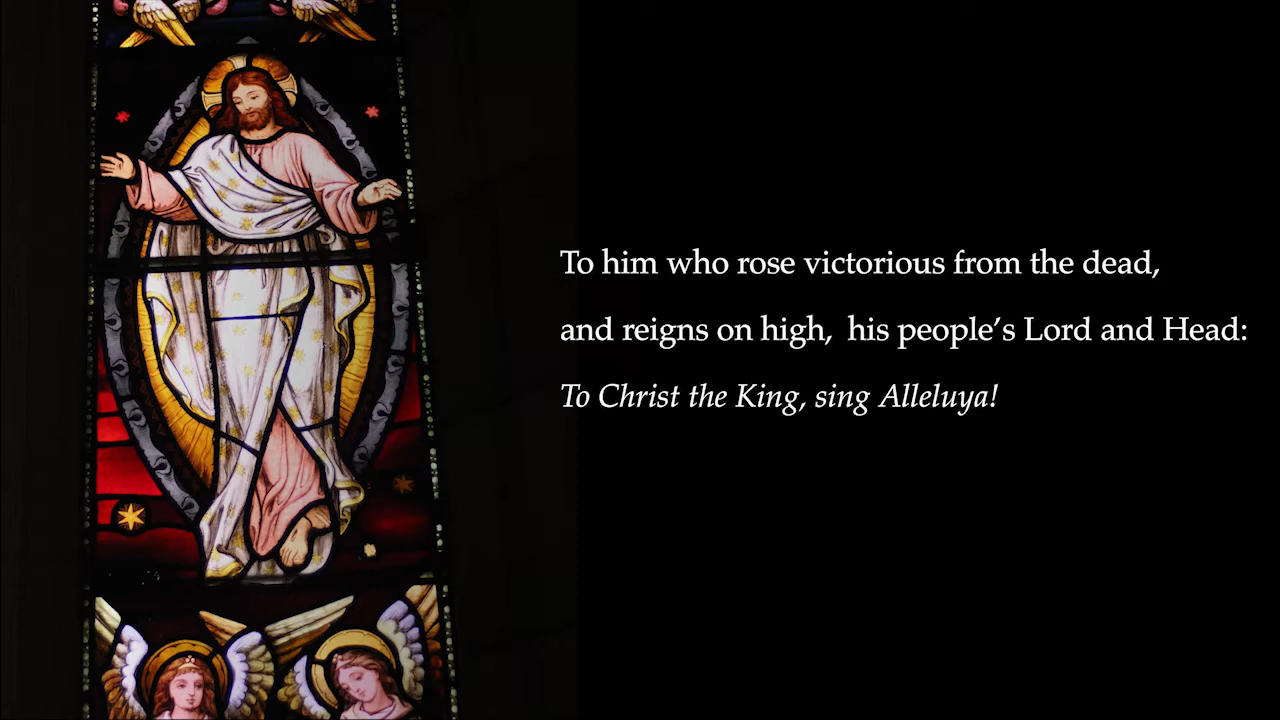 To him who rose victorious from the dead,
and reigns on high, his people’s Lord and Head:
To Christ the King, sing Alleluya!